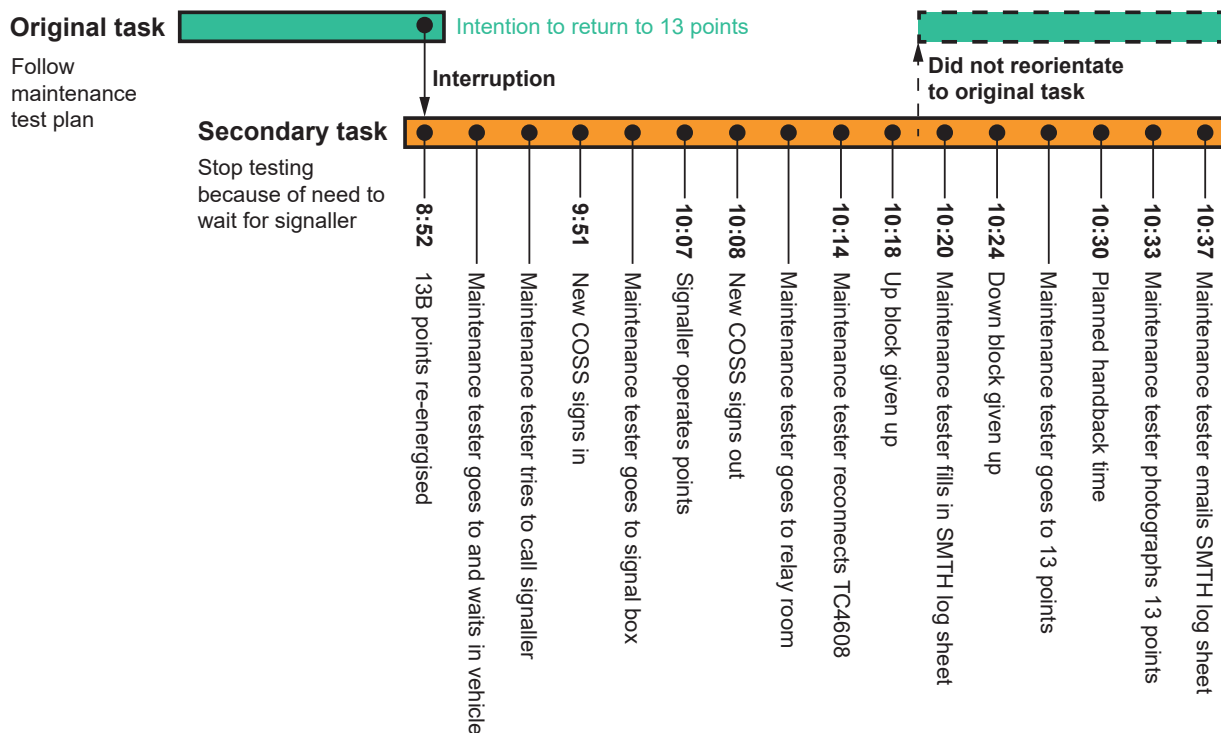 Original task
Intention to return to 13 points
Follow
maintenance
test plan
Interruption
Did not reorientate
to original task
Secondary task
Stop testing
because of need to
wait for signaller
8:52 13B points re-energised
Maintenance tester goes to and waits in vehicle
Maintenance tester tries to call signaller
9:51 New COSS signs in
Maintenance tester goes to signal box
10:07 Signaller operates points
10:08 New COSS signs out
Maintenance tester goes to relay room
10:14 Maintenance tester reconnects TC4608
10:18 Up block given up
10:20 Maintenance tester fills in SMTH log sheet
10:24 Down block given up
Maintenance tester goes to 13 points
10:30 Planned handback time
10:33 Maintenance tester photographs 13 points
10:37 Maintenance tester emails SMTH log sheet